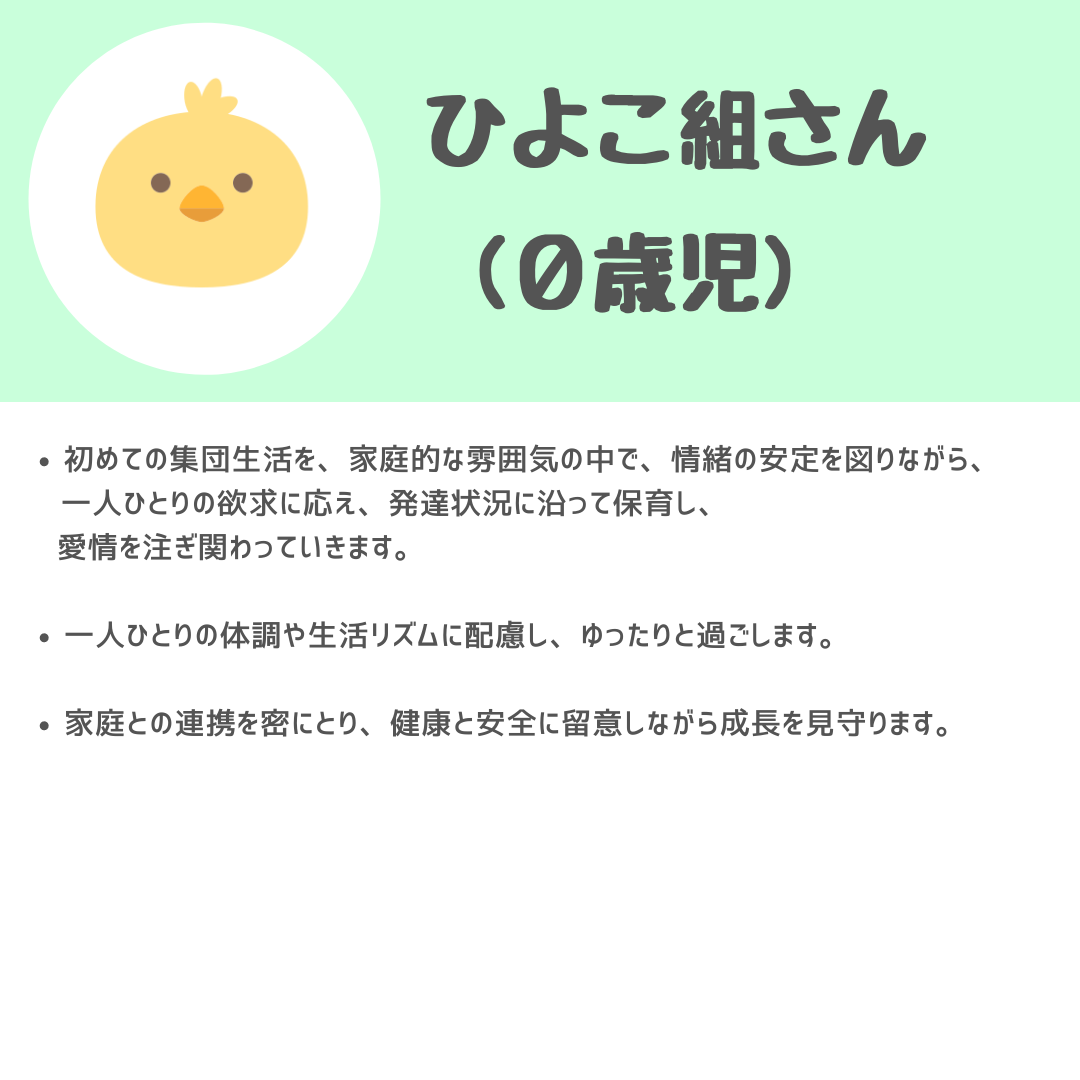 ひよこ組さん
（0歳児）
• 初めての集団生活を、家庭的な雰囲気の中で、情緒の安定を図りながら、
一人ひとりの欲求に応え、発達状況に沿って保育し、
愛情を注ぎ関わっていきます。
• 一人ひとりの体調や生活リズムに配慮し、ゆったりと過ごします。
• 家庭との連携を密にとり、健康と安全に留意しながら成長を見守ります。